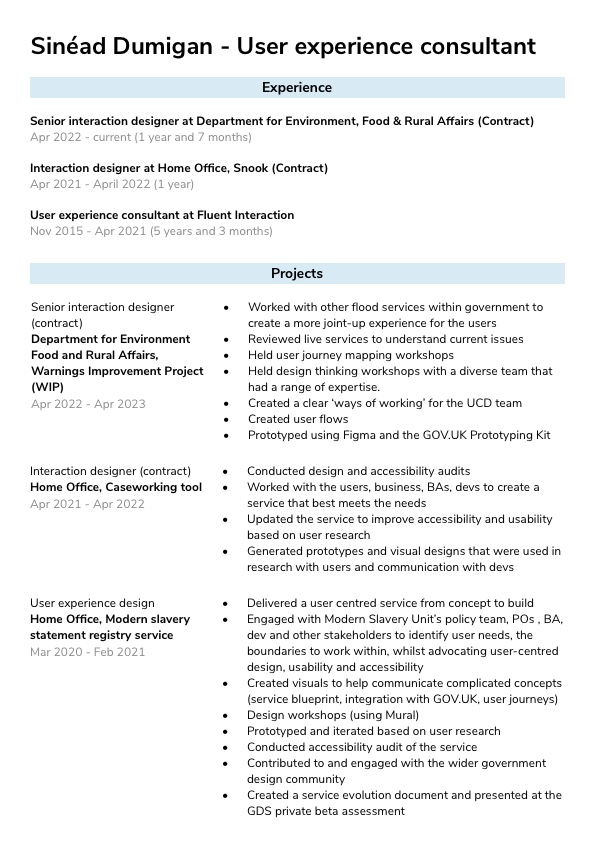 Sinéad Dumigan - User experience consultant
Experience
Senior interaction designer at Department for Environment, Food & Rural Affairs (Contract)
Apr 2022 - current (1 year and 7 months)
Interaction designer at Home Office, Snook (Contract)
Apr 2021 - April 2022 (1 year)
User experience consultant at Fluent Interaction
Nov 2015 - Apr 2021 (5 years and 3 months)
Projects
Senior interaction designer
(contract)
Department for Environment
Food and Rural Affairs,
Warnings Improvement Project
(WIP)
Apr 2022 - Apr 2023
• Worked with other flood services within government to
create a more joint-up experience for the users
• Reviewed live services to understand current issues
• Held user journey mapping workshops
• Held design thinking workshops with a diverse team that
had a range of expertise.
• Created a clear ‘ways of working’ for the UCD team
• Created user flows
• Prototyped using Figma and the GOV.UK Prototyping Kit
Interaction designer (contract)
Home Office, Caseworking tool
Apr 2021 - Apr 2022
• Conducted design and accessibility audits
• Worked with the users, business, BAs, devs to create a
service that best meets the needs
• Updated the service to improve accessibility and usability
based on user research
• Generated prototypes and visual designs that were used in
research with users and communication with devs
User experience design
Home Office, Modern slavery
statement registry service
Mar 2020 - Feb 2021
• Delivered a user centred service from concept to build
• Engaged with Modern Slavery Unit’s policy team, POs , BA,
dev and other stakeholders to identify user needs, the
boundaries to work within, whilst advocating user-centred
design, usability and accessibility
• Created visuals to help communicate complicated concepts
(service blueprint, integration with GOV.UK, user journeys)
• Design workshops (using Mural)
• Prototyped and iterated based on user research
• Conducted accessibility audit of the service
• Contributed to and engaged with the wider government
design community
• Created a service evolution document and presented at the
GDS private beta assessment